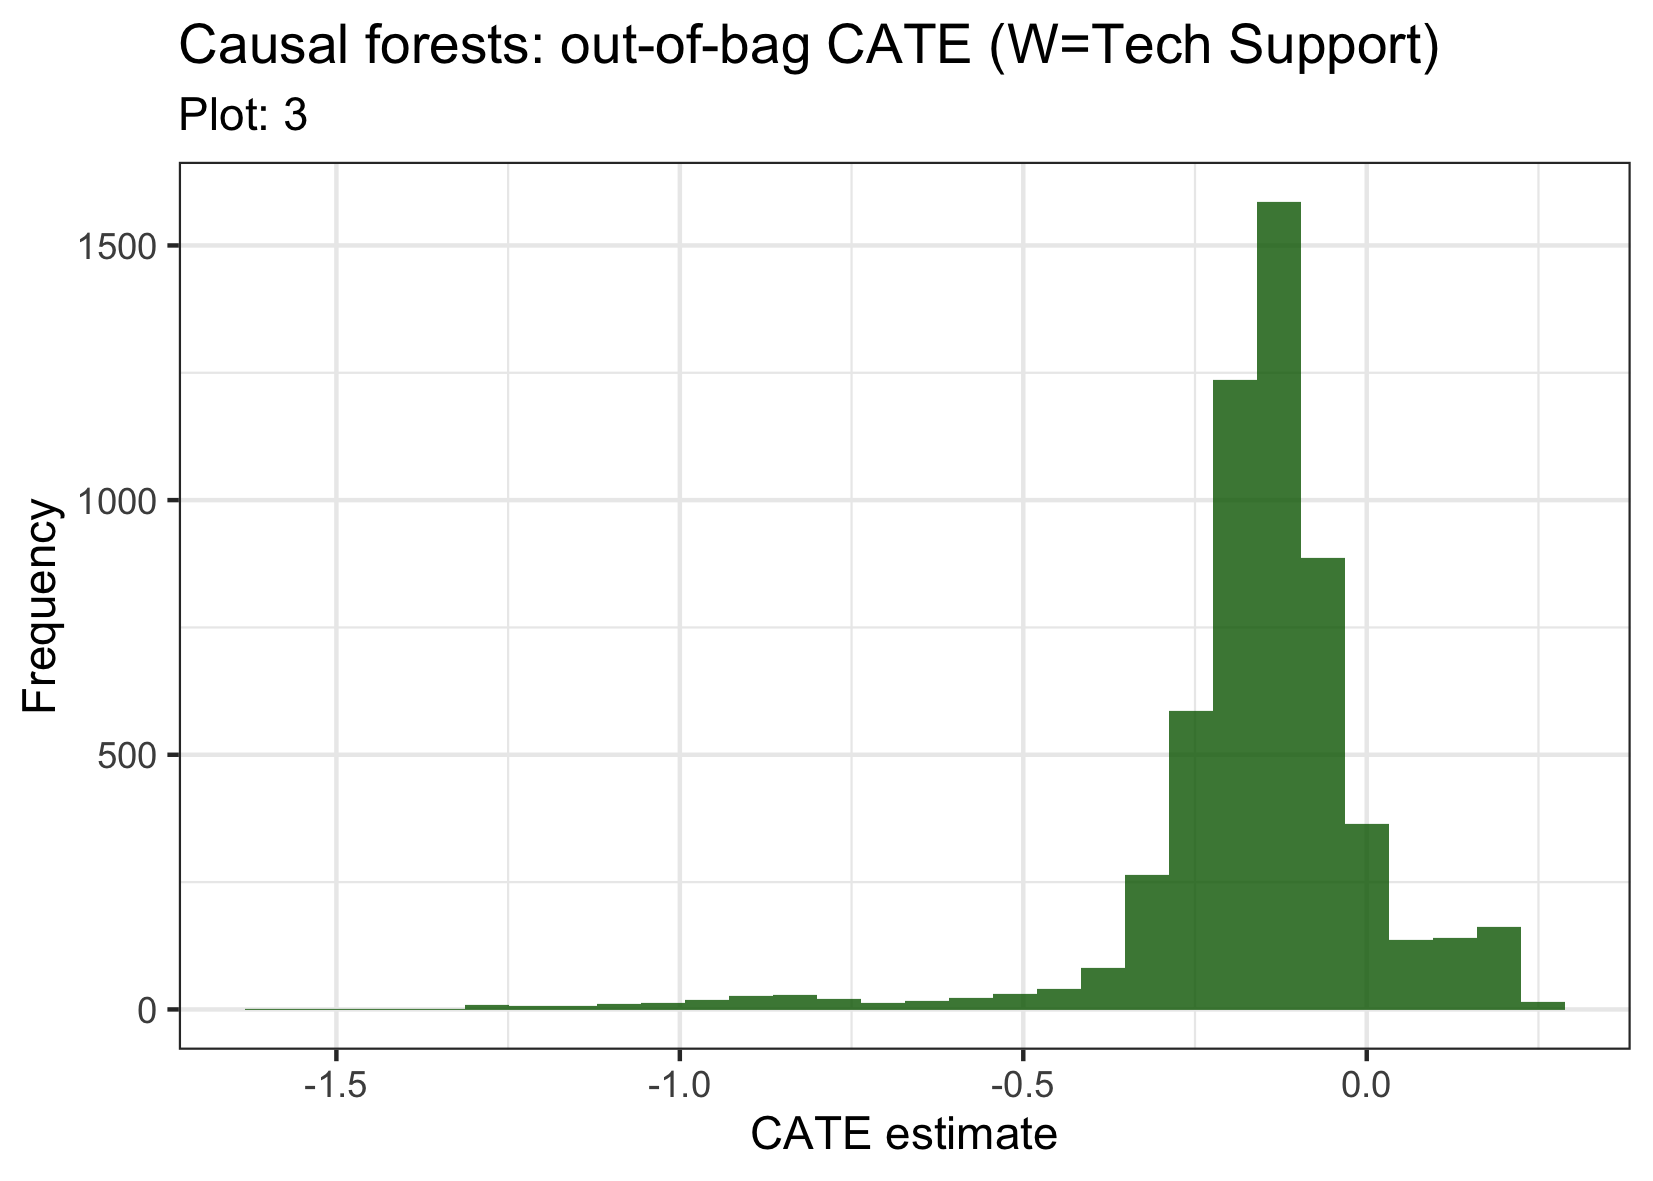 Causal forests: out-of-bag CATE (W=Tech Support)
Plot: 3
Frequency
1500
1000
500
0
-1.5 -1.0 -0.5 0.0
CATE estimate